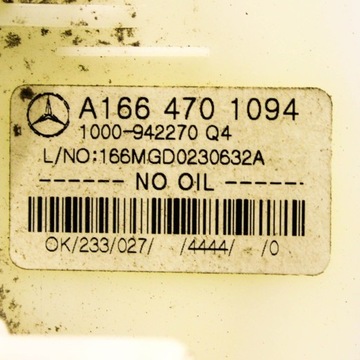 A166 470 1094
1000-942270 Q4
L/NO:166MGD0230632A
------ NO OIL ------
OK/233/027/ /4444/ /0